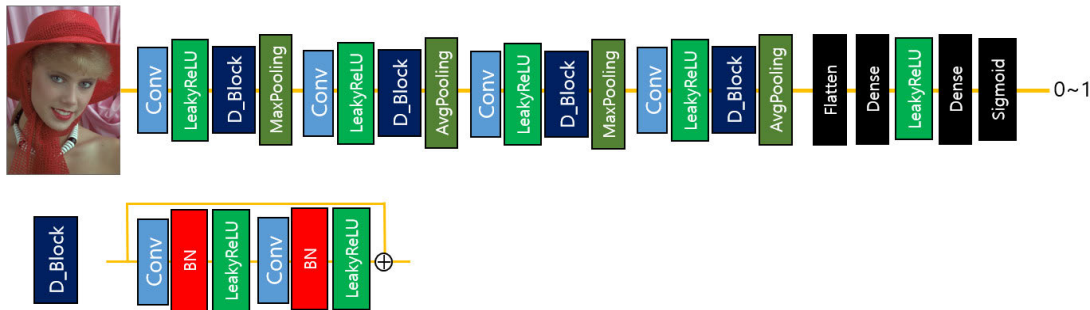 Conv
LeakyReLU
D_Block
MaxPooling
Conv
LeakyReLU
D_Block
AvgPooling
Conv
LeakyReLU
D_Block
MaxPooling
Conv
LeakyReLU
D_Block
AvgPooling
Flatten
Dense
LeakyReLU
Dense
Sigmoid
0~1
D_Block
Conv
BN
LeakyReLU
Conv
BN
LeakyReLU